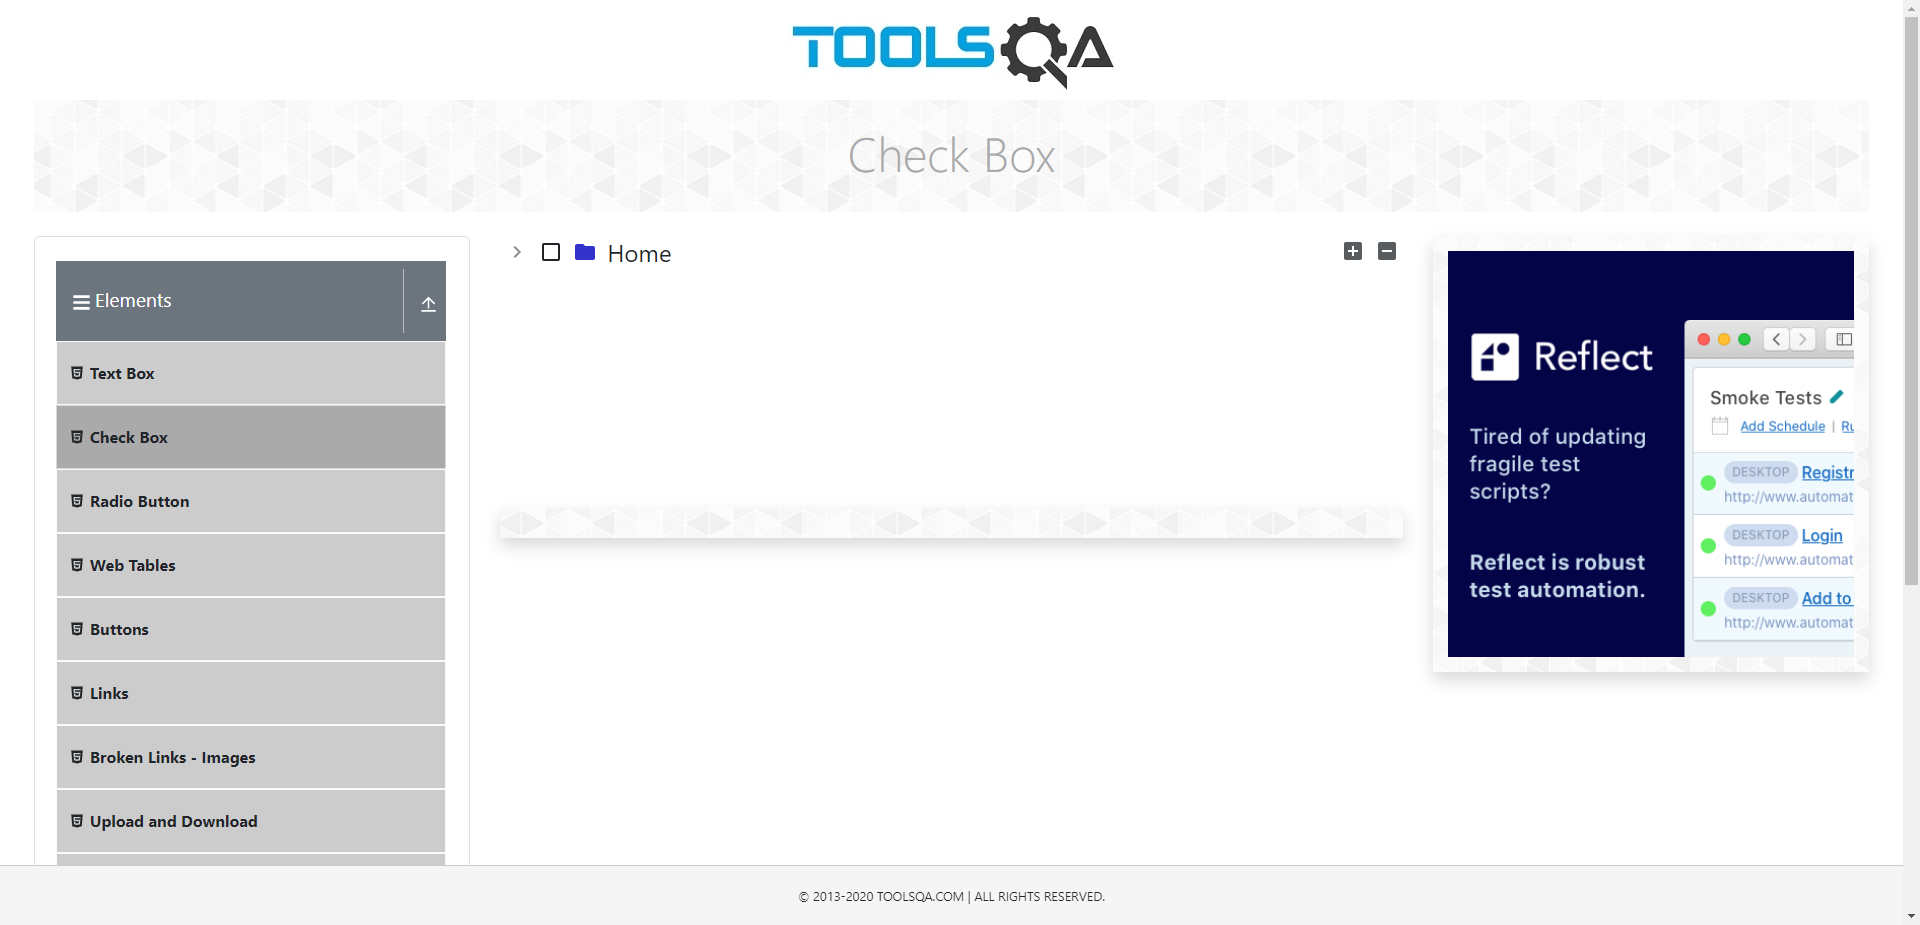 TOOLSQA
Check Box
Elements
Text Box
Check Box
Radio Button
Web Tables
Buttons
Links
Broken Links - Images
Upload and Download
Home
Reflect
Tired of updating
fragile test
scripts?
Reflect is robust
test automation.
Smoke Tests
Add Schedule | Ru
DESKTOP Registr
http://www.automat
DESKTOP Login
http://www.automat
DESKTOP Add to
http://www.automat
© 2013-2020 TOOLSQA.COM | ALL RIGHTS RESERVED.